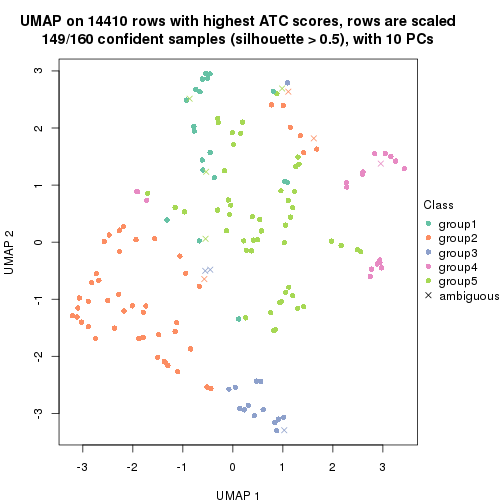 UMAP on 14410 rows with highest ATC scores, rows are scaled
149/160 confident samples (silhouette > 0.5), with 10 PCs
3
2
1
0
-1
-2
-3
UMAP 2
-3
-2
-1
0
1
2
3
UMAP 1
Class
group1
group2
group3
group4
group5
ambiguous